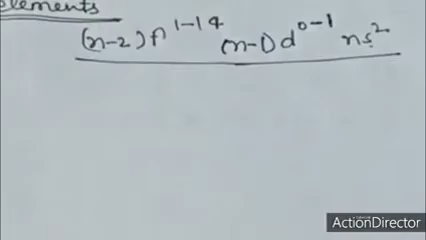 elements
(n-2)f¹⁻¹⁴ (n-1)d⁰⁻¹ ns²
ActionDirector